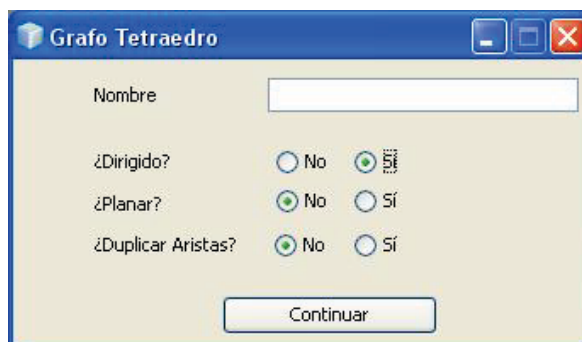 Grafo Tetraedro
Nombre
¿Dirigido? No Sí
¿Planar? No Sí
¿Duplicar Aristas? No Sí
Continuar